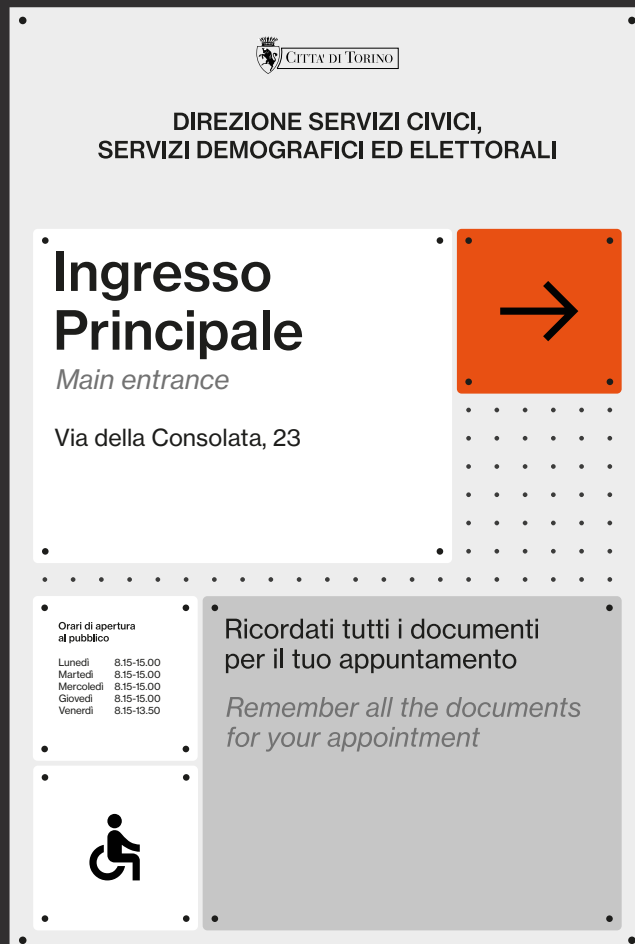 CITTA' DI TORINO
DIREZIONE SERVIZI CIVICI,
SERVIZI DEMOGRAFICI ED ELETTORALI
Ingresso
Principale
Main entrance
Via della Consolata, 23
Orari di apertura
al pubblico
Lunedì 8.15-15.00
Martedì 8.15-15.00
Mercoledì 8.15-15.00
Giovedì 8.15-15.00
Venerdì 8.15-13.50
Ricordati tutti i documenti
per il tuo appuntamento
Remember all the documents
for your appointment